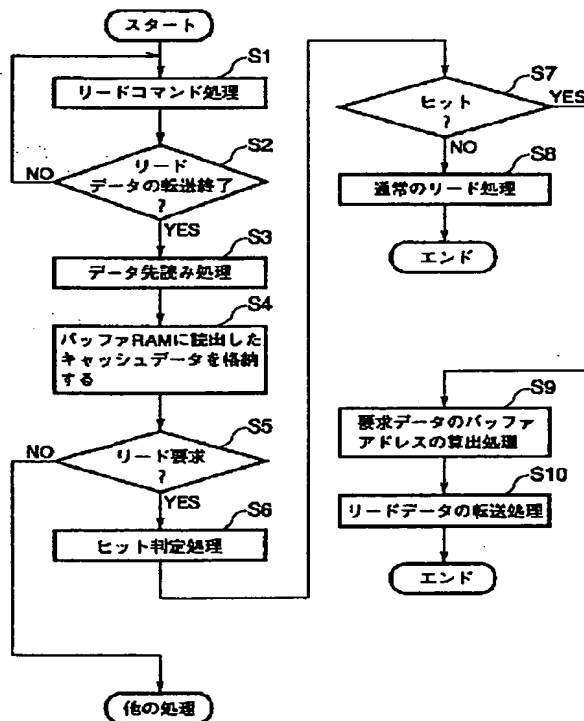 スタート
S1
リードコマンド処理
S2
リード
データの転送終了
?
NO
YES
S3
データ先読み処理
S4
バッファRAMに読出した
キャッシュデータを格納
する
S5
NO
リード要求
?
YES
S6
ヒット判定処理
他の処理
S7
ヒット
?
YES
NO
S8
通常のリード処理
エンド
S9
要求データのバッファ
アドレスの算出処理
S10
リードデータの転送処理
エンド